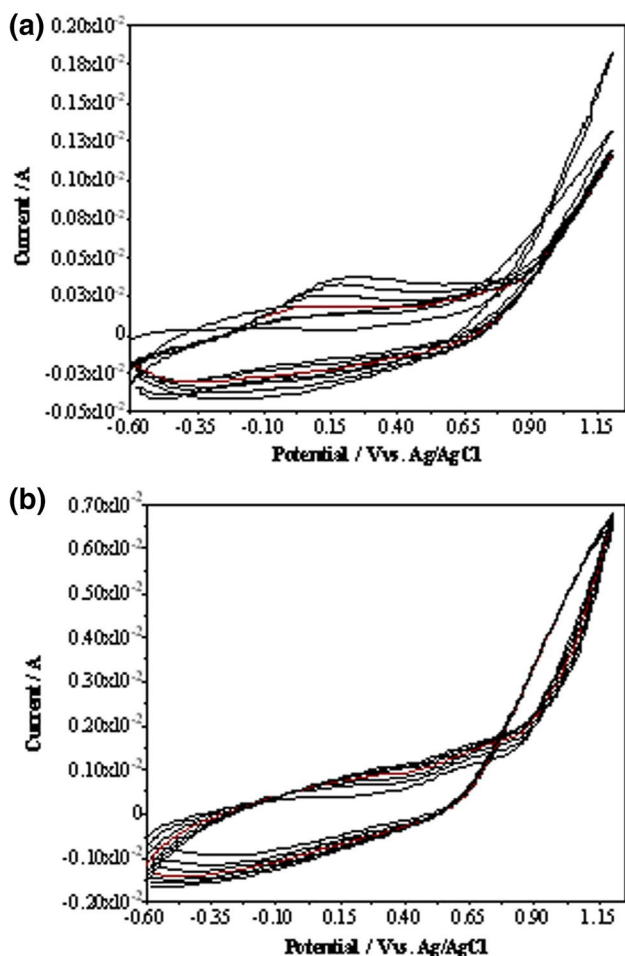 (a)
0.20x10⁻²
0.18x10⁻²
0.15x10⁻²
0.13x10⁻²
0.10x10⁻²
0.08x10⁻²
0.05x10⁻²
0.03x10⁻²
0
-0.03x10⁻²
-0.05x10⁻²
Current / A
-0.60 -0.35 -0.10 0.15 0.40 0.65 0.90 1.15
Potential / V vs. Ag/AgCl
(b)
0.70x10⁻²
0.60x10⁻²
0.50x10⁻²
0.40x10⁻²
0.30x10⁻²
0.20x10⁻²
0.10x10⁻²
0
-0.10x10⁻²
-0.20x10⁻²
Current / A
-0.60 -0.35 -0.10 0.15 0.40 0.65 0.90 1.15
Potential / V vs. Ag/AgCl